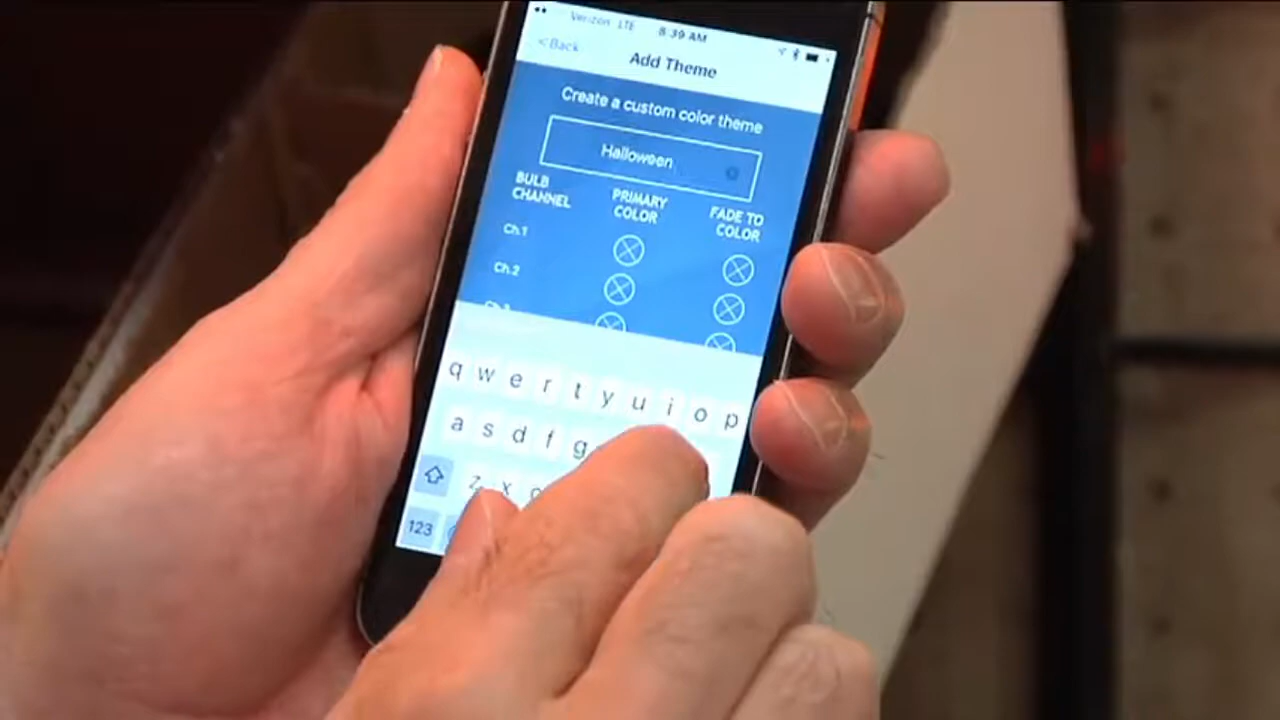 Verizon LTE 8:39 AM
<Back
Add Theme
Create a custom color theme
Halloween
BULB CHANNEL
PRIMARY COLOR
FADE TO COLOR
Ch.1
Ch.2
q w e r t y u i o p
a s d f g
z x
123